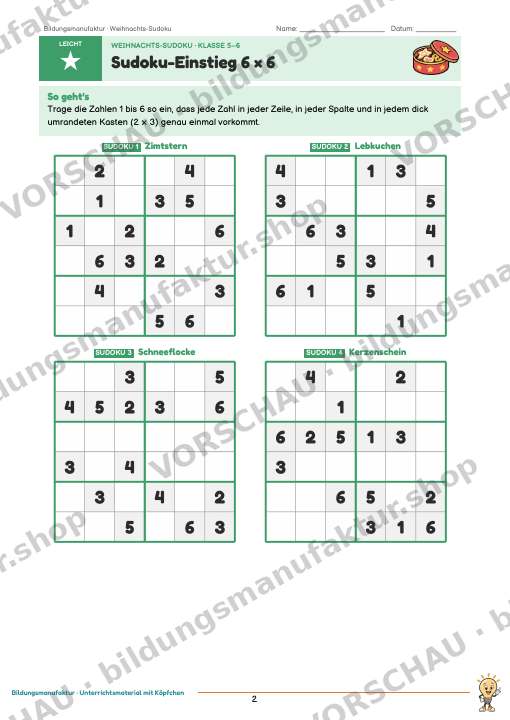 Bildungsmanufaktur · Weihnachts-Sudoku Name: Datum:
LEICHT
WEIHNACHTS-SUDOKU · KLASSE 5–6
Sudoku-Einstieg 6 × 6
So geht's
Trage die Zahlen 1 bis 6 so ein, dass jede Zahl in jeder Zeile, in jeder Spalte und in jedem dick
umrandeten Kasten (2 × 3) genau einmal vorkommt.
SUDOKU 1 Zimtstern
2 4
1 3 5
1 2 6
6 3 2
4 3
5 6
SUDOKU 2 Lebkuchen
4 1 3
3 5
6 3 4
5 3 1
6 1 5
1
SUDOKU 3 Schneeflocke
3 5
4 5 2 3 6
3 4
3 4 2
5 6 3
SUDOKU 4 Kerzenschein
4 2
1
6 2 5 1 3
3
6 5 2
3 1 6
VORSCHAU · bildungsmanufaktur.shop
Bildungsmanufaktur · Unterrichtsmaterial mit Köpfchen
2